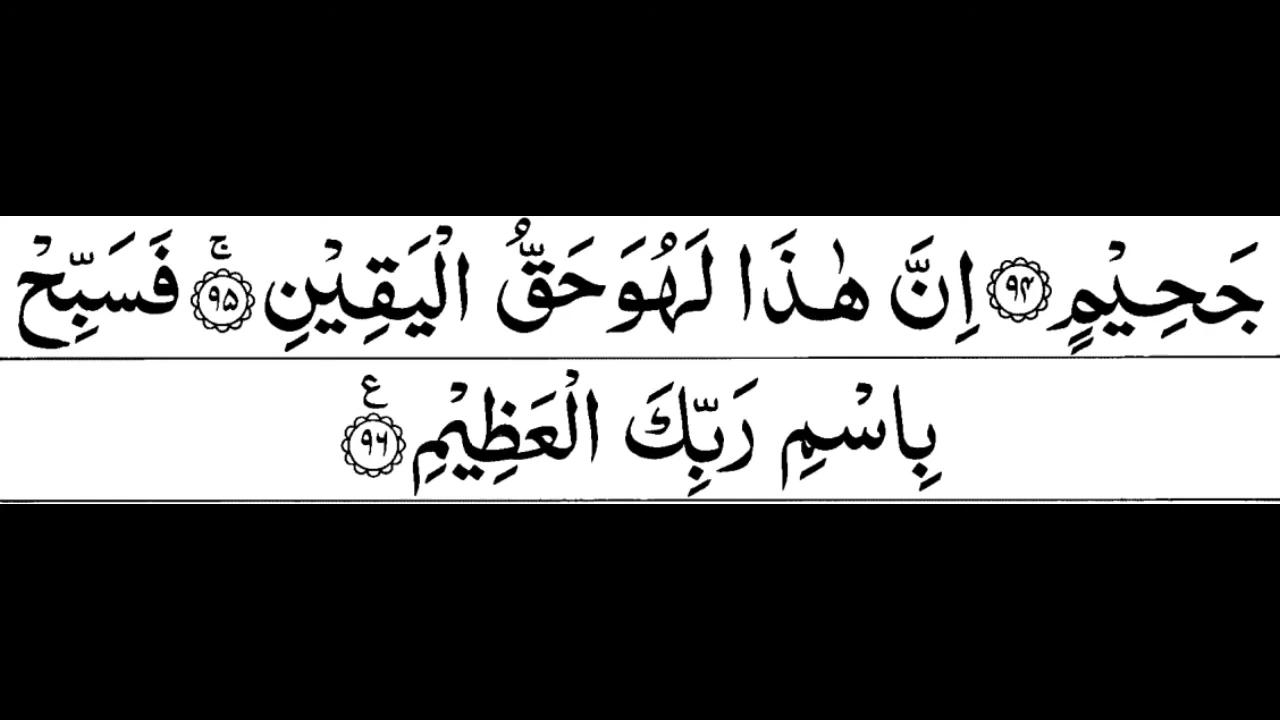 جَحِيْمٍ ۙ۝۹۴ اِنَّ هٰذَا لَهُوَ حَقُّ الْيَقِيْنِ ۝۹۵ۚ فَسَبِّحْ
بِاسْمِ رَبِّكَ الْعَظِيْمِ ۝۹۶ ع